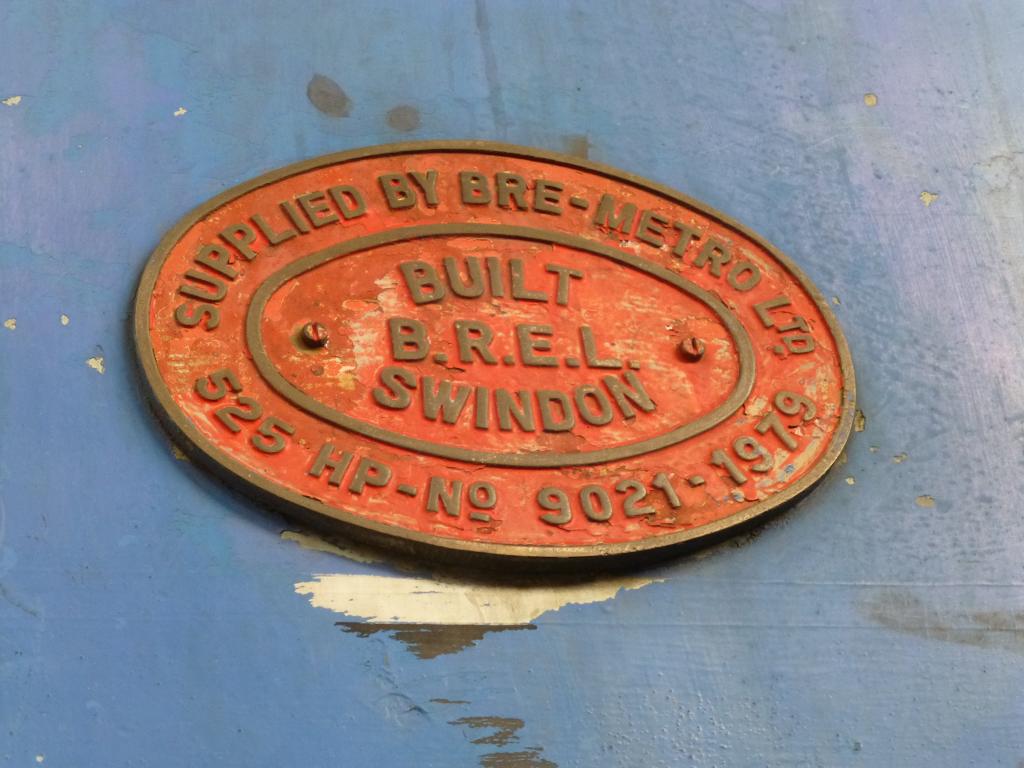 SUPPLIED BY BRE-METRO LTD.
BUILT
B.R.E.L.
SWINDON
525 HP-Nº 9021-1979